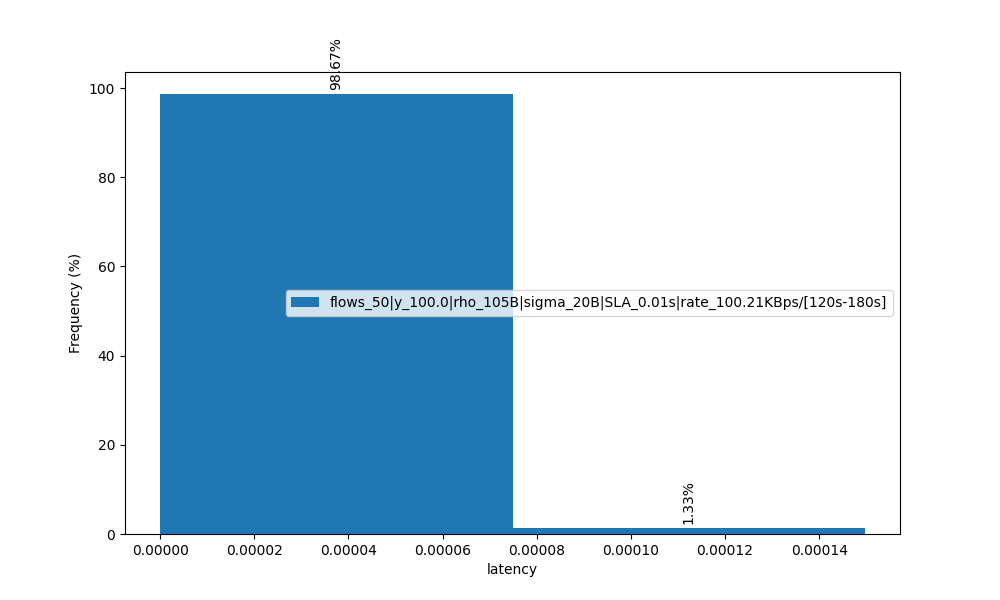 98.67%
100
80
60
40
20
0
Frequency (%)
flows_50|y_100.0|rho_105B|sigma_20B|SLA_0.01s|rate_100.21KBps/[120s-180s]
1.33%
0.00000 0.00002 0.00004 0.00006 0.00008 0.00010 0.00012 0.00014
latency